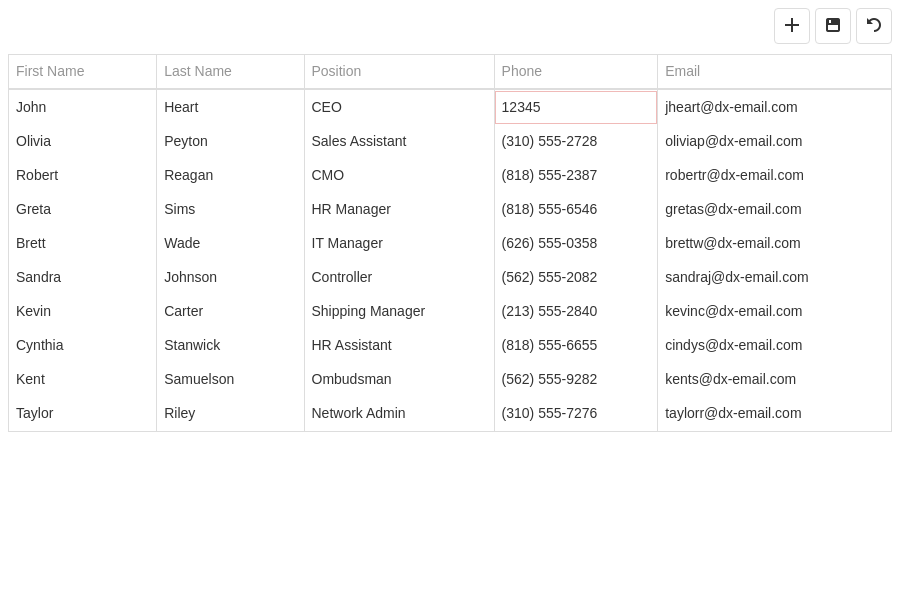 First Name Last Name Position Phone Email
John Heart CEO 12345 jheart@dx-email.com
Olivia Peyton Sales Assistant (310) 555-2728 oliviap@dx-email.com
Robert Reagan CMO (818) 555-2387 robertr@dx-email.com
Greta Sims HR Manager (818) 555-6546 gretas@dx-email.com
Brett Wade IT Manager (626) 555-0358 brettw@dx-email.com
Sandra Johnson Controller (562) 555-2082 sandraj@dx-email.com
Kevin Carter Shipping Manager (213) 555-2840 kevinc@dx-email.com
Cynthia Stanwick HR Assistant (818) 555-6655 cindys@dx-email.com
Kent Samuelson Ombudsman (562) 555-9282 kents@dx-email.com
Taylor Riley Network Admin (310) 555-7276 taylorr@dx-email.com